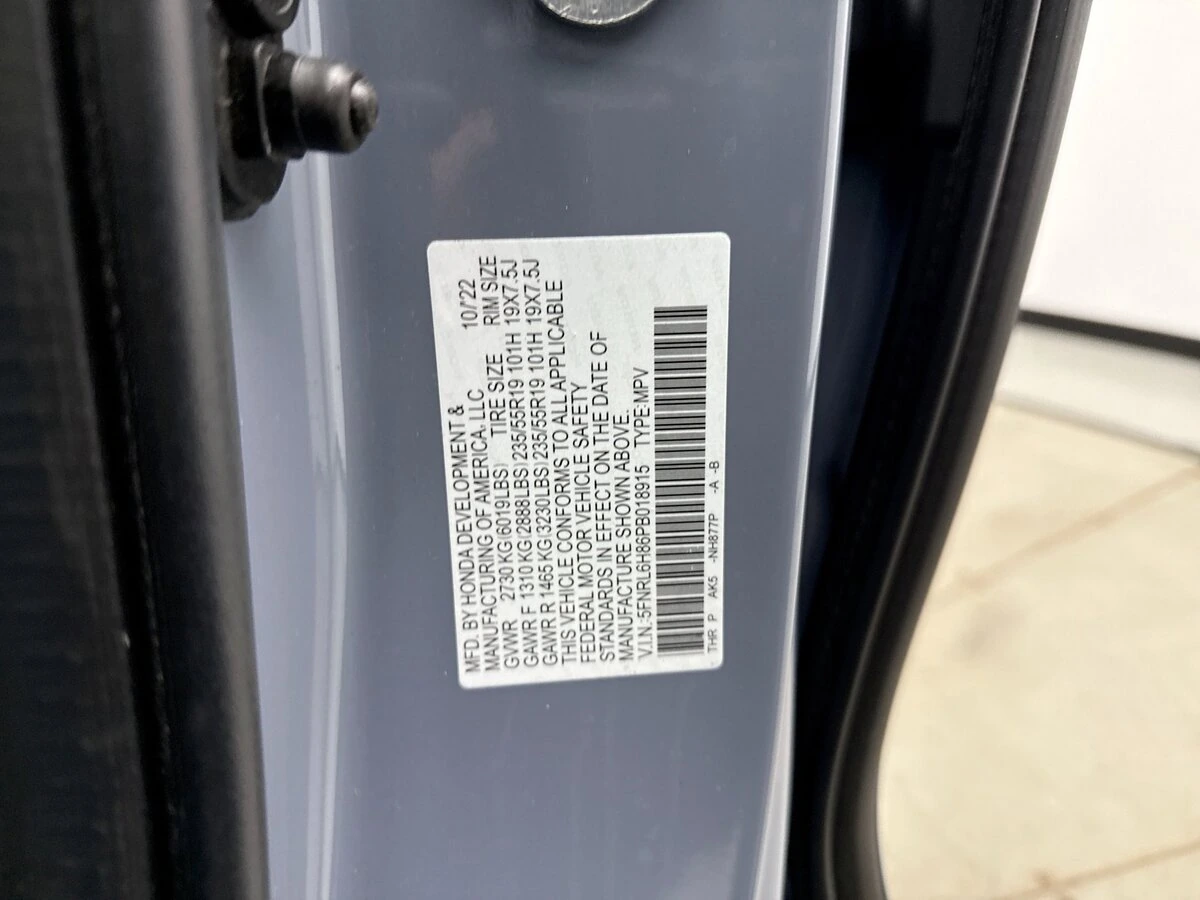 MFD. BY HONDA DEVELOPMENT &
MANUFACTURING OF AMERICA, LLC 10/'22
GVWR 2730 KG(6019LBS) TIRE SIZE RIM SIZE
GAWR F 1310 KG(2888LBS)235/55R19 101H 19X7.5J
GAWR R 1465 KG(3230LBS)235/55R19 101H 19X7.5J
THIS VEHICLE CONFORMS TO ALL APPLICABLE
FEDERAL MOTOR VEHICLE SAFETY
STANDARDS IN EFFECT ON THE DATE OF
MANUFACTURE SHOWN ABOVE.
V.I.N.:5FNRL6H86PB018915 TYPE:MPV
THR P AK5 -NH877P -A -B